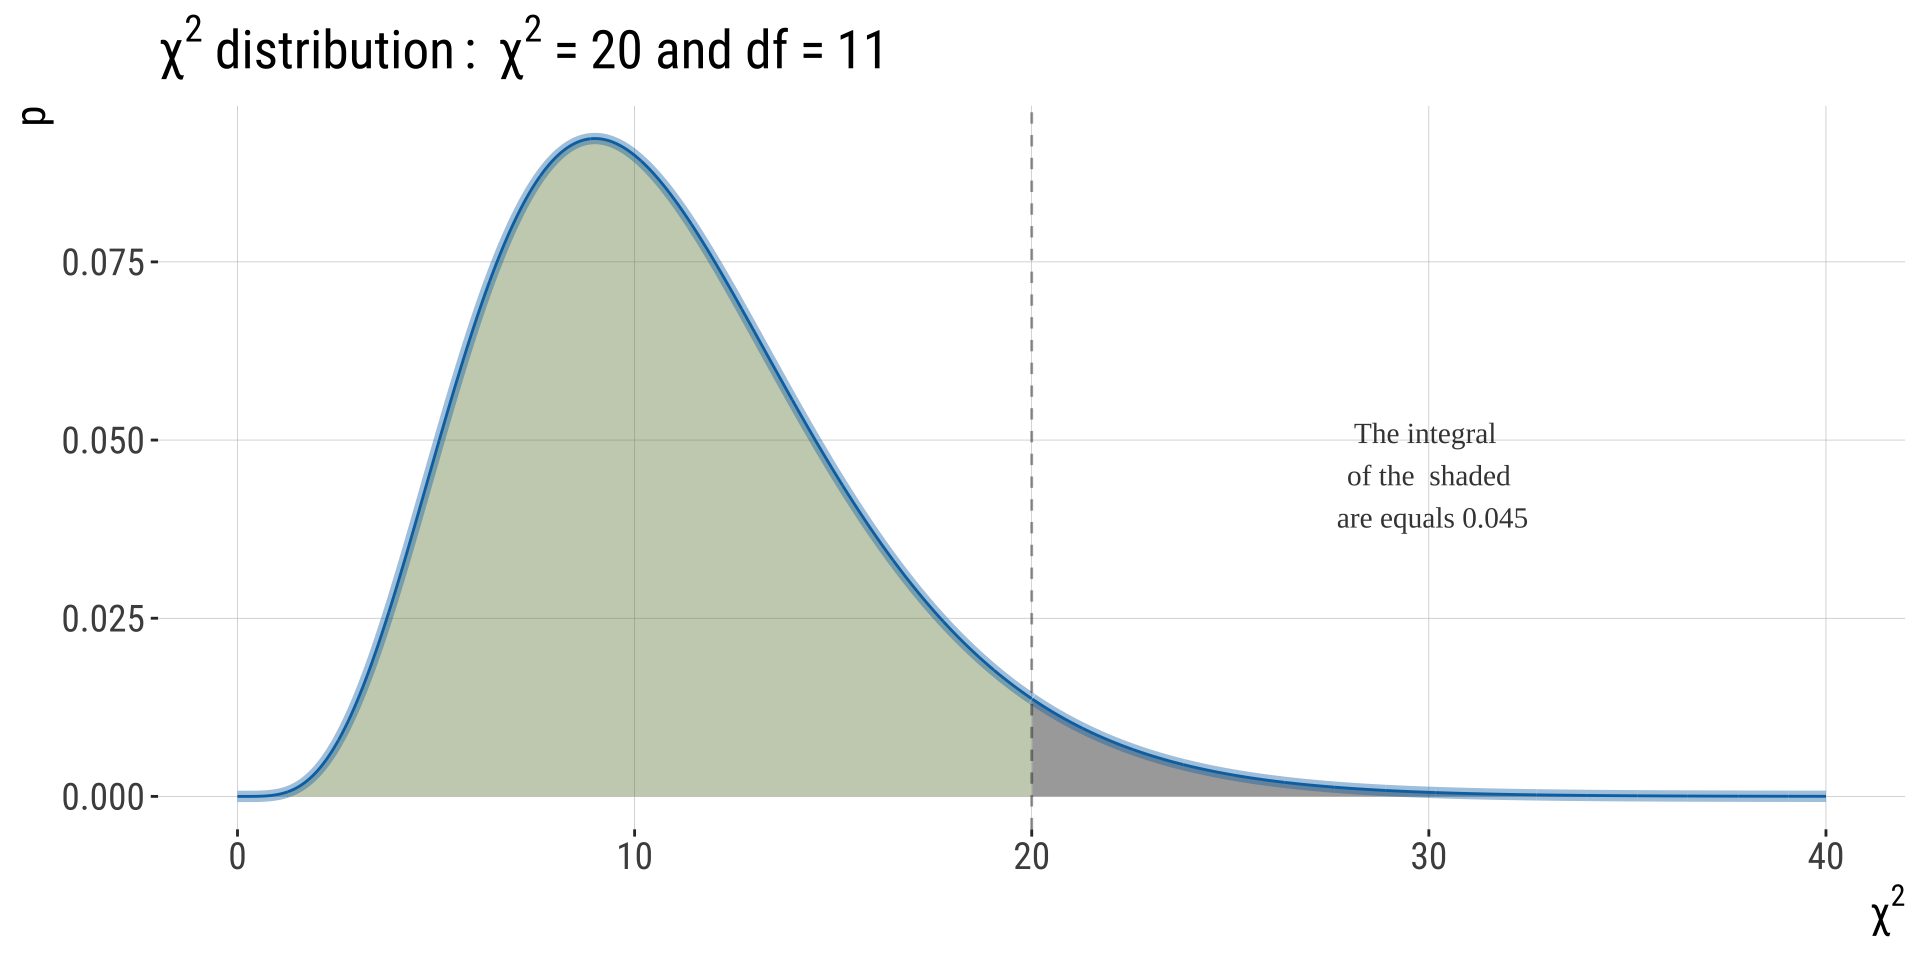 χ² distribution : χ² = 20 and df = 11
p
0.075
0.050
0.025
0.000
The integral
of the  shaded
are equals 0.045
0 10 20 30 40
χ²